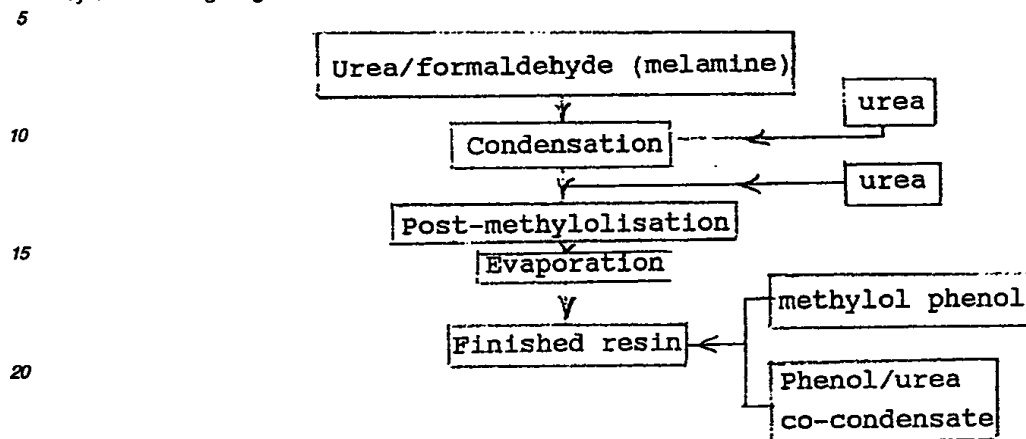 5
Urea/formaldehyde (melamine)
urea
10
Condensation
urea
Post-methylolisation
15
Evaporation
methylol phenol
Finished resin
20
Phenol/urea
co-condensate